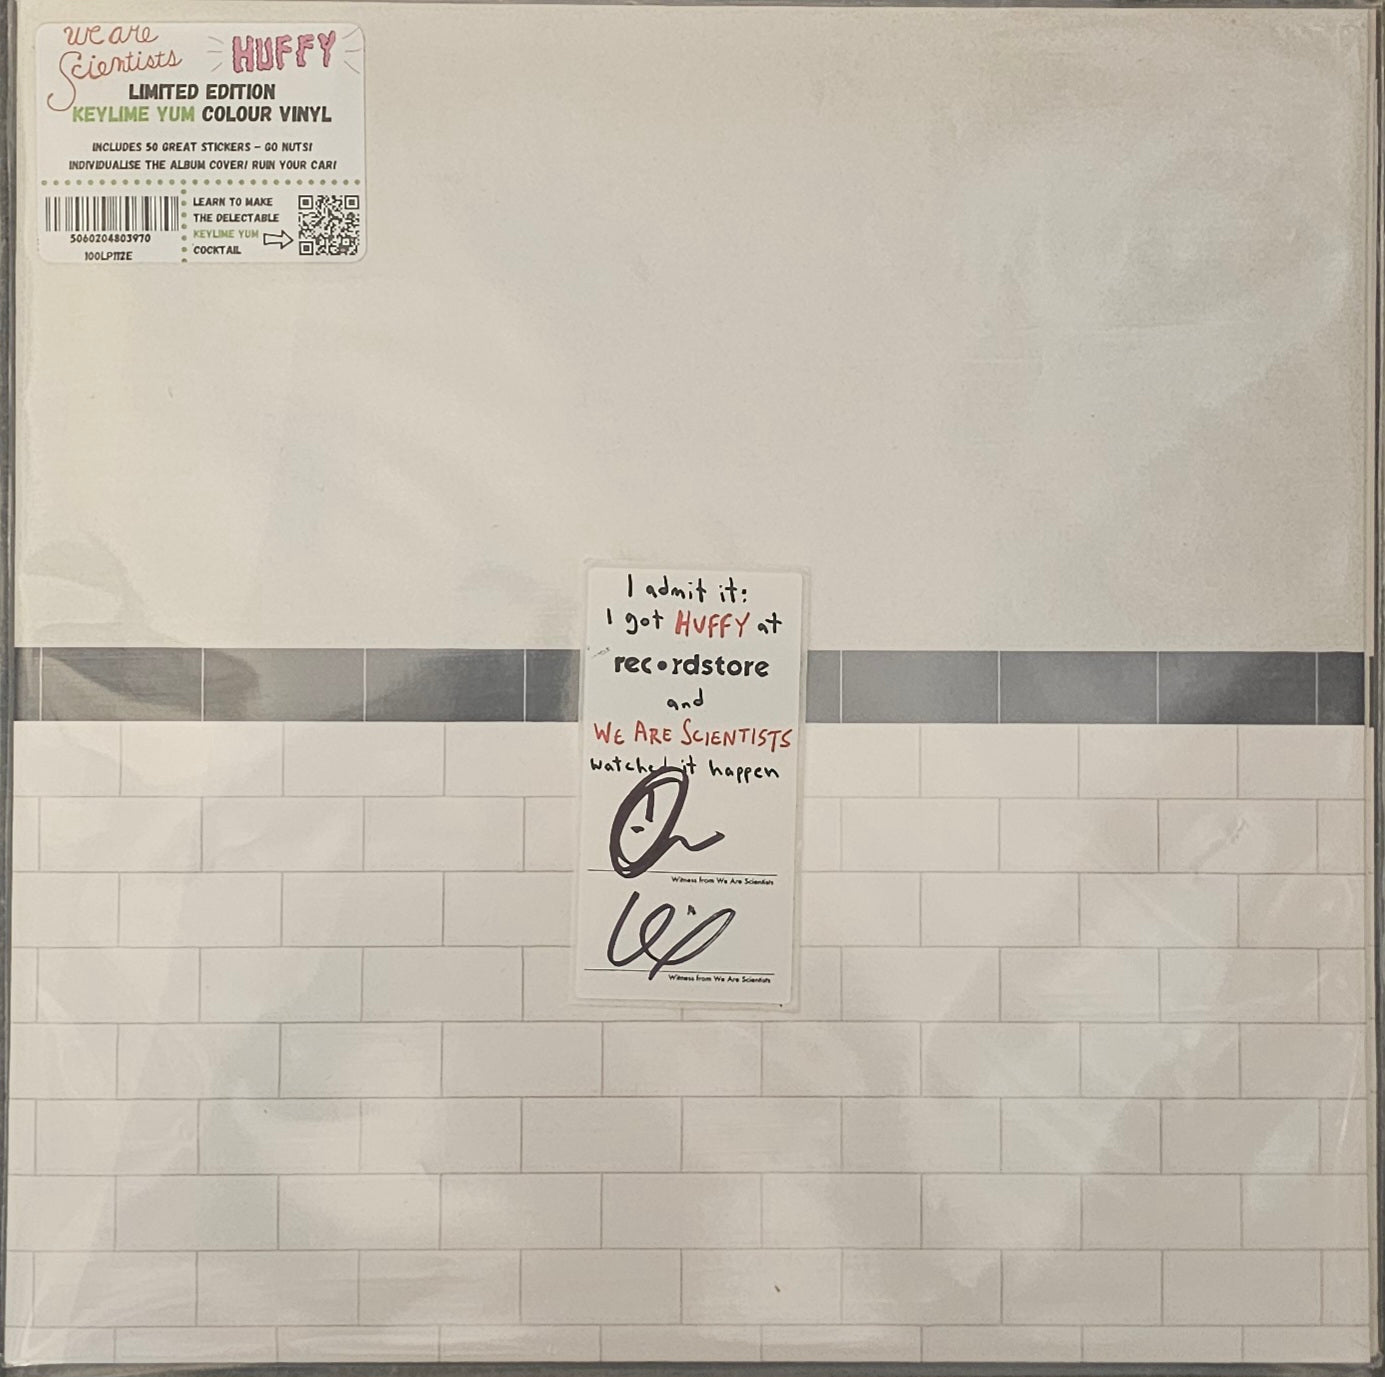 we are
Scientists
HUFFY
LIMITED EDITION
KEYLIME YUM COLOUR VINYL
INCLUDES 50 GREAT STICKERS – GO NUTS!
INDIVIDUALISE THE ALBUM COVER! RUIN YOUR CAR!
5060204803970
100LP112E
LEARN TO MAKE
THE DELECTABLE
KEYLIME YUM
COCKTAIL
I admit it:
I got HUFFY at
recordstore
and
WE ARE SCIENTISTS
watched it happen
Witness from We Are Scientists
Witness from We Are Scientists